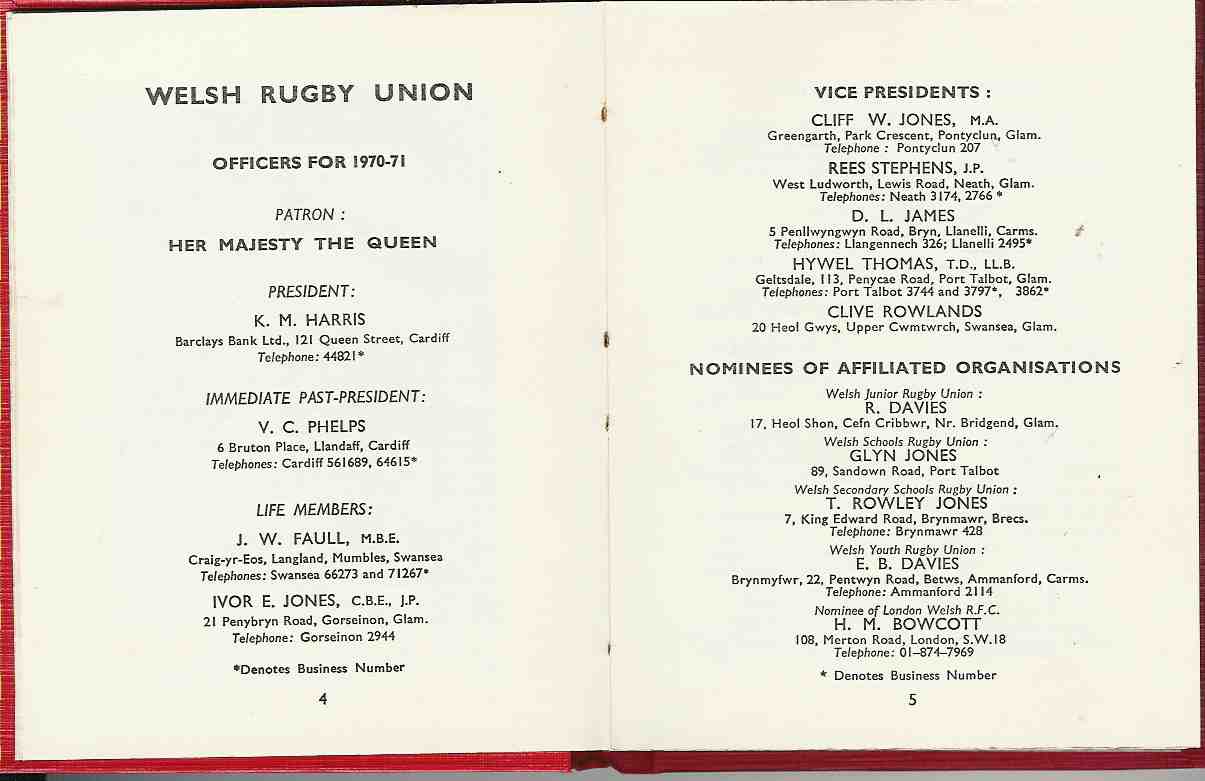 WELSH RUGBY UNION
OFFICERS FOR 1970-71
PATRON :
HER MAJESTY THE QUEEN
PRESIDENT:
K. M. HARRIS
Barclays Bank Ltd., 121 Queen Street, Cardiff
Telephone: 44821*
IMMEDIATE PAST-PRESIDENT:
V. C. PHELPS
6 Bruton Place, Llandaff, Cardiff
Telephones: Cardiff 561689, 64615*
LIFE MEMBERS:
J. W. FAULL, M.B.E.
Craig-yr-Eos, Langland, Mumbles, Swansea
Telephones: Swansea 66273 and 71267*
IVOR E. JONES, C.B.E., J.P.
21 Penybryn Road, Gorseinon, Glam.
Telephone: Gorseinon 2944
*Denotes Business Number
4
VICE PRESIDENTS :
CLIFF W. JONES, M.A.
Greengarth, Park Crescent, Pontyclun, Glam.
Telephone : Pontyclun 207
REES STEPHENS, J.P.
West Ludworth, Lewis Road, Neath, Glam.
Telephones: Neath 3174, 2766 *
D. L. JAMES
5 Penllwyngwyn Road, Bryn, Llanelli, Carms.
Telephones: Llangennech 326; Llanelli 2495*
HYWEL THOMAS, T.D., LL.B.
Geltsdale, 113, Penycae Road, Port Talbot, Glam.
Telephones: Port Talbot 3744 and 3797*, 3862*
CLIVE ROWLANDS
20 Heol Gwys, Upper Cwmtwrch, Swansea, Glam.
NOMINEES OF AFFILIATED ORGANISATIONS
Welsh Junior Rugby Union :
R. DAVIES
17, Heol Shon, Cefn Cribbwr, Nr. Bridgend, Glam.
Welsh Schools Rugby Union :
GLYN JONES
89, Sandown Road, Port Talbot
Welsh Secondary Schools Rugby Union :
T. ROWLEY JONES
7, King Edward Road, Brynmawr, Brecs.
Telephone: Brynmawr 428
Welsh Youth Rugby Union :
E. B. DAVIES
Brynmyfwr, 22, Pentwyn Road, Betws, Ammanford, Carms.
Telephone: Ammanford 2114
Nominee of London Welsh R.F.C.
H. M. BOWCOTT
108, Merton Road, London, S.W.18
Telephone: 01-874-7969
* Denotes Business Number
5